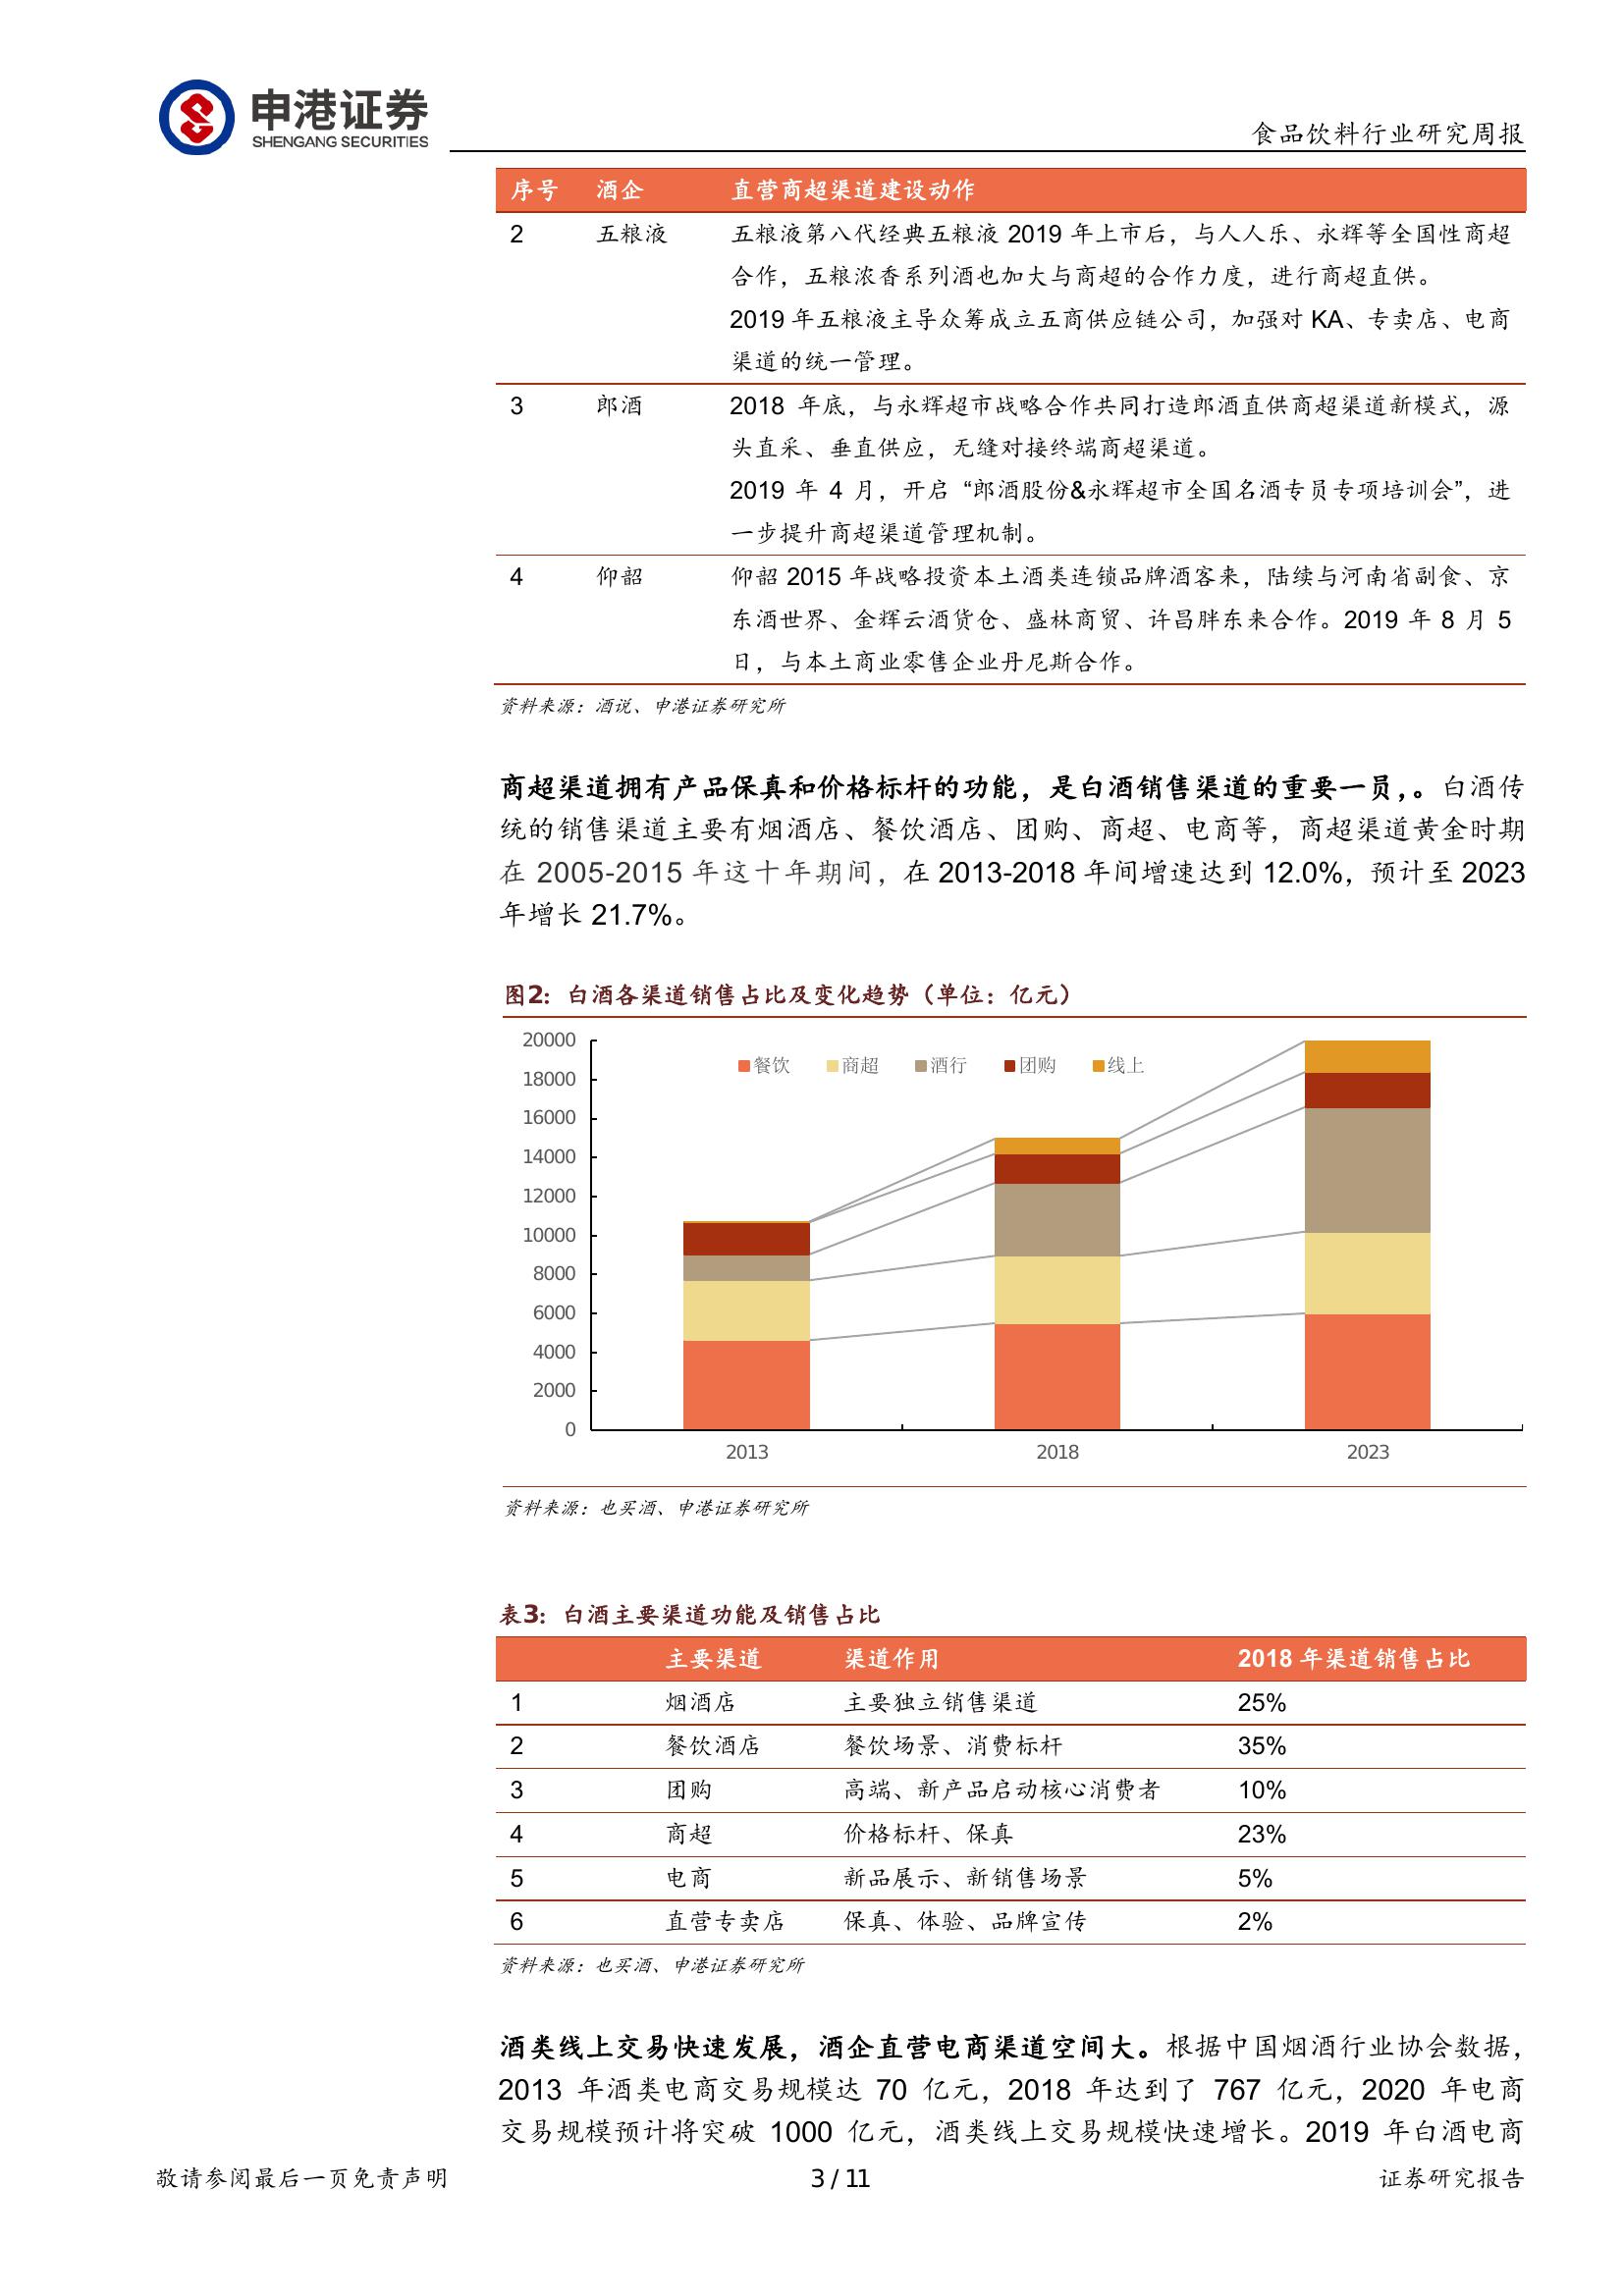 申港证券
SHENGANG SECURITIES
食品饮料行业研究周报
序号 酒企 直营商超渠道建设动作
2 五粮液 五粮液第八代经典五粮液 2019 年上市后，与人人乐、永辉等全国性商超
合作，五粮浓香系列酒也加大与商超的合作力度，进行商超直供。
2019 年五粮液主导众筹成立五商供应链公司，加强对 KA、专卖店、电商
渠道的统一管理。
3 郎酒 2018 年底，与永辉超市战略合作共同打造郎酒直供商超渠道新模式，源
头直采、垂直供应，无缝对接终端商超渠道。
2019 年 4 月，开启 “郎酒股份&永辉超市全国名酒专员专项培训会”，进
一步提升商超渠道管理机制。
4 仰韶 仰韶 2015 年战略投资本土酒类连锁品牌酒客来，陆续与河南省副食、京
东酒世界、金辉云酒货仓、盛林商贸、许昌胖东来合作。2019 年 8 月 5
日，与本土商业零售企业丹尼斯合作。
资料来源：酒说、申港证券研究所
商超渠道拥有产品保真和价格标杆的功能，是白酒销售渠道的重要一员，。白酒传
统的销售渠道主要有烟酒店、餐饮酒店、团购、商超、电商等，商超渠道黄金时期
在 2005-2015 年这十年期间，在 2013-2018 年间增速达到 12.0%，预计至 2023
年增长 21.7%。
图2：白酒各渠道销售占比及变化趋势（单位：亿元）
餐饮 商超 酒行 团购 线上
20000
18000
16000
14000
12000
10000
8000
6000
4000
2000
0
2013 2018 2023
资料来源：也买酒、申港证券研究所
表3：白酒主要渠道功能及销售占比
主要渠道 渠道作用 2018 年渠道销售占比
1 烟酒店 主要独立销售渠道 25%
2 餐饮酒店 餐饮场景、消费标杆 35%
3 团购 高端、新产品启动核心消费者 10%
4 商超 价格标杆、保真 23%
5 电商 新品展示、新销售场景 5%
6 直营专卖店 保真、体验、品牌宣传 2%
资料来源：也买酒、申港证券研究所
酒类线上交易快速发展，酒企直营电商渠道空间大。根据中国烟酒行业协会数据，
2013 年酒类电商交易规模达 70 亿元，2018 年达到了 767 亿元，2020 年电商
交易规模预计将突破 1000 亿元，酒类线上交易规模快速增长。2019 年白酒电商
敬请参阅最后一页免责声明 3 / 11 证券研究报告